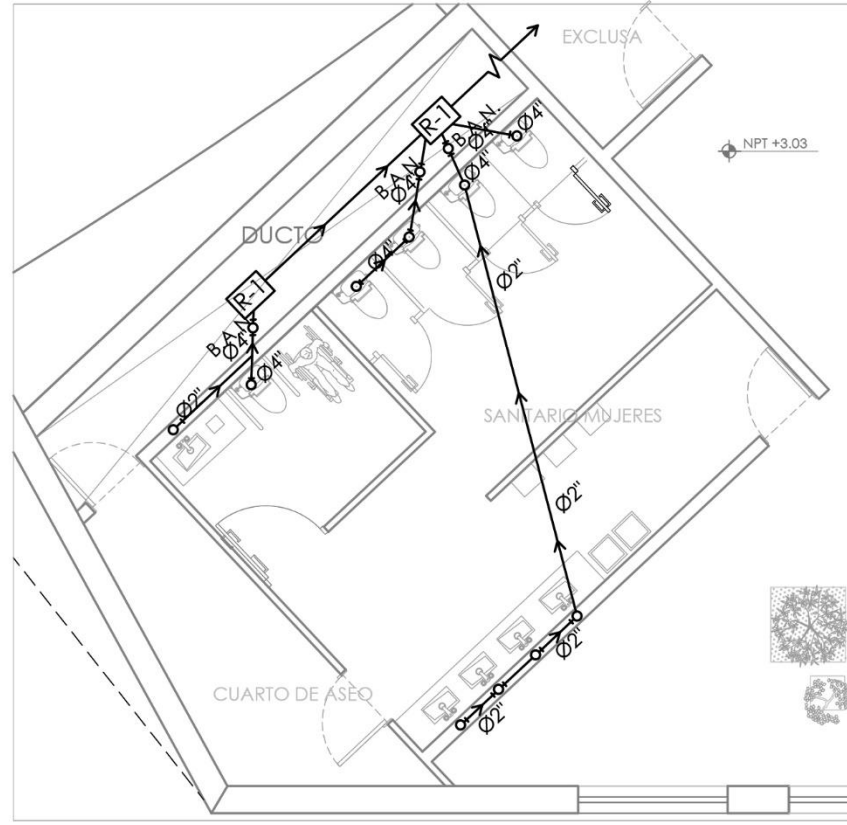 EXCLUSA
R-1
B.A.N.
Ø4"
Ø4"
Ø4"
NPT +3.03
B.A.N.
Ø4"
DUCTO
Ø4"
R-1
Ø2"
B.A.N.
Ø4"
Ø4"
Ø2"
SANITARIO MUJERES
Ø2"
Ø2"
CUARTO DE ASEO
Ø2"